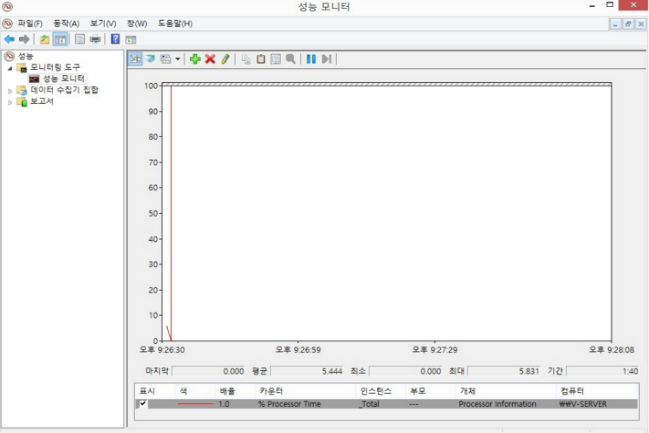 성능 모니터
파일(F) 동작(A) 보기(V) 창(W) 도움말(H)
성능
모니터링 도구
성능 모니터
데이터 수집기 집합
보고서
100
90
80
70
60
50
40
30
20
10
0
오후 9:26:30 오후 9:26:59 오후 9:27:29 오후 9:28:08
마지막 0.000 평균 5.444 최소 0.000 최대 5.831 기간 1:40
표시 색 배율 카운터 인스턴스 부모 개체 컴퓨터
1.0 % Processor Time _Total --- Processor Information ₩₩V-SERVER